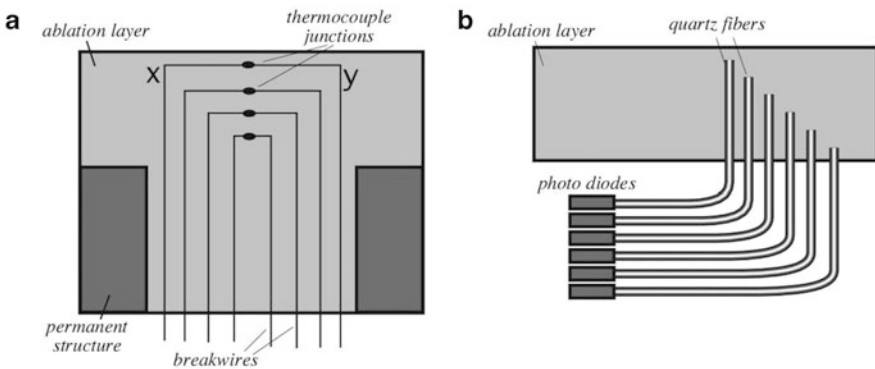 a
ablation layer
thermocouple
junctions
x
y
permanent
structure
breakwires
b
ablation layer
quartz fibers
photo diodes